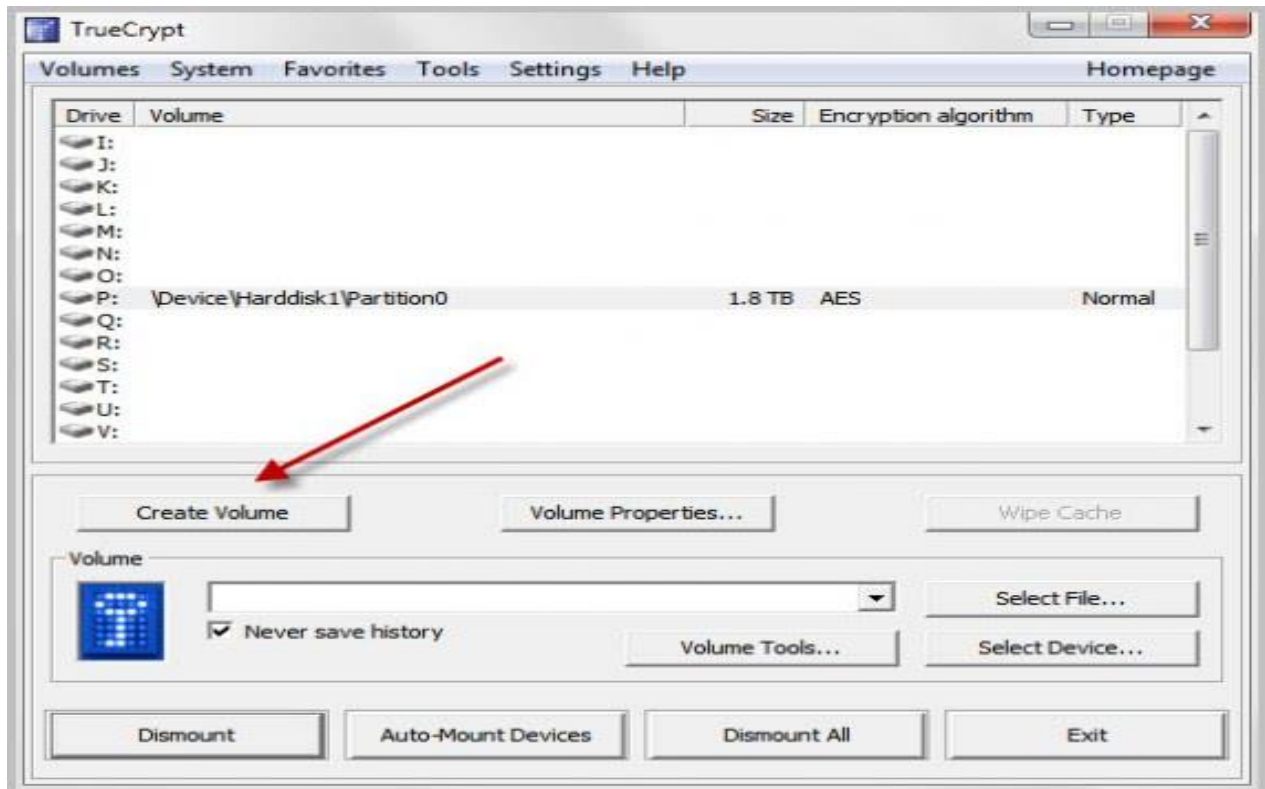 TrueCrypt
Volumes System Favorites Tools Settings Help Homepage
Drive Volume Size Encryption algorithm Type
I:
J:
K:
L:
M:
N:
O:
P: \Device\Harddisk1\Partition0 1.8 TB AES Normal
Q:
R:
S:
T:
U:
V:
Create Volume Volume Properties... Wipe Cache
Volume
Select File...
Never save history
Volume Tools... Select Device...
Dismount Auto-Mount Devices Dismount All Exit